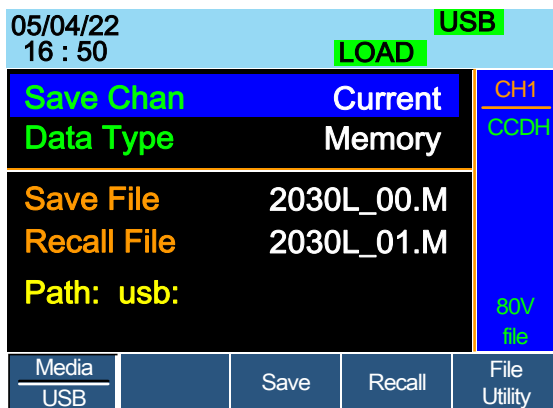 05/04/22 USB
16 : 50 LOAD
Save Chan Current
Data Type Memory
Save File 2030L_00.M
Recall File 2030L_01.M
Path: usb:
CH1
CCDH
80V
file
Media
USB
Save
Recall
File
Utility